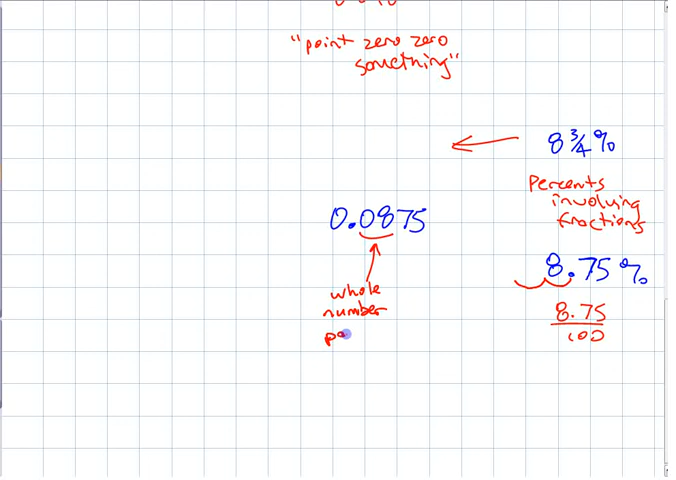 "point zero zero
something"
8 3/4 %
Percents
involving
fractions
0.0875
8.75%
whole
number
8.75
100